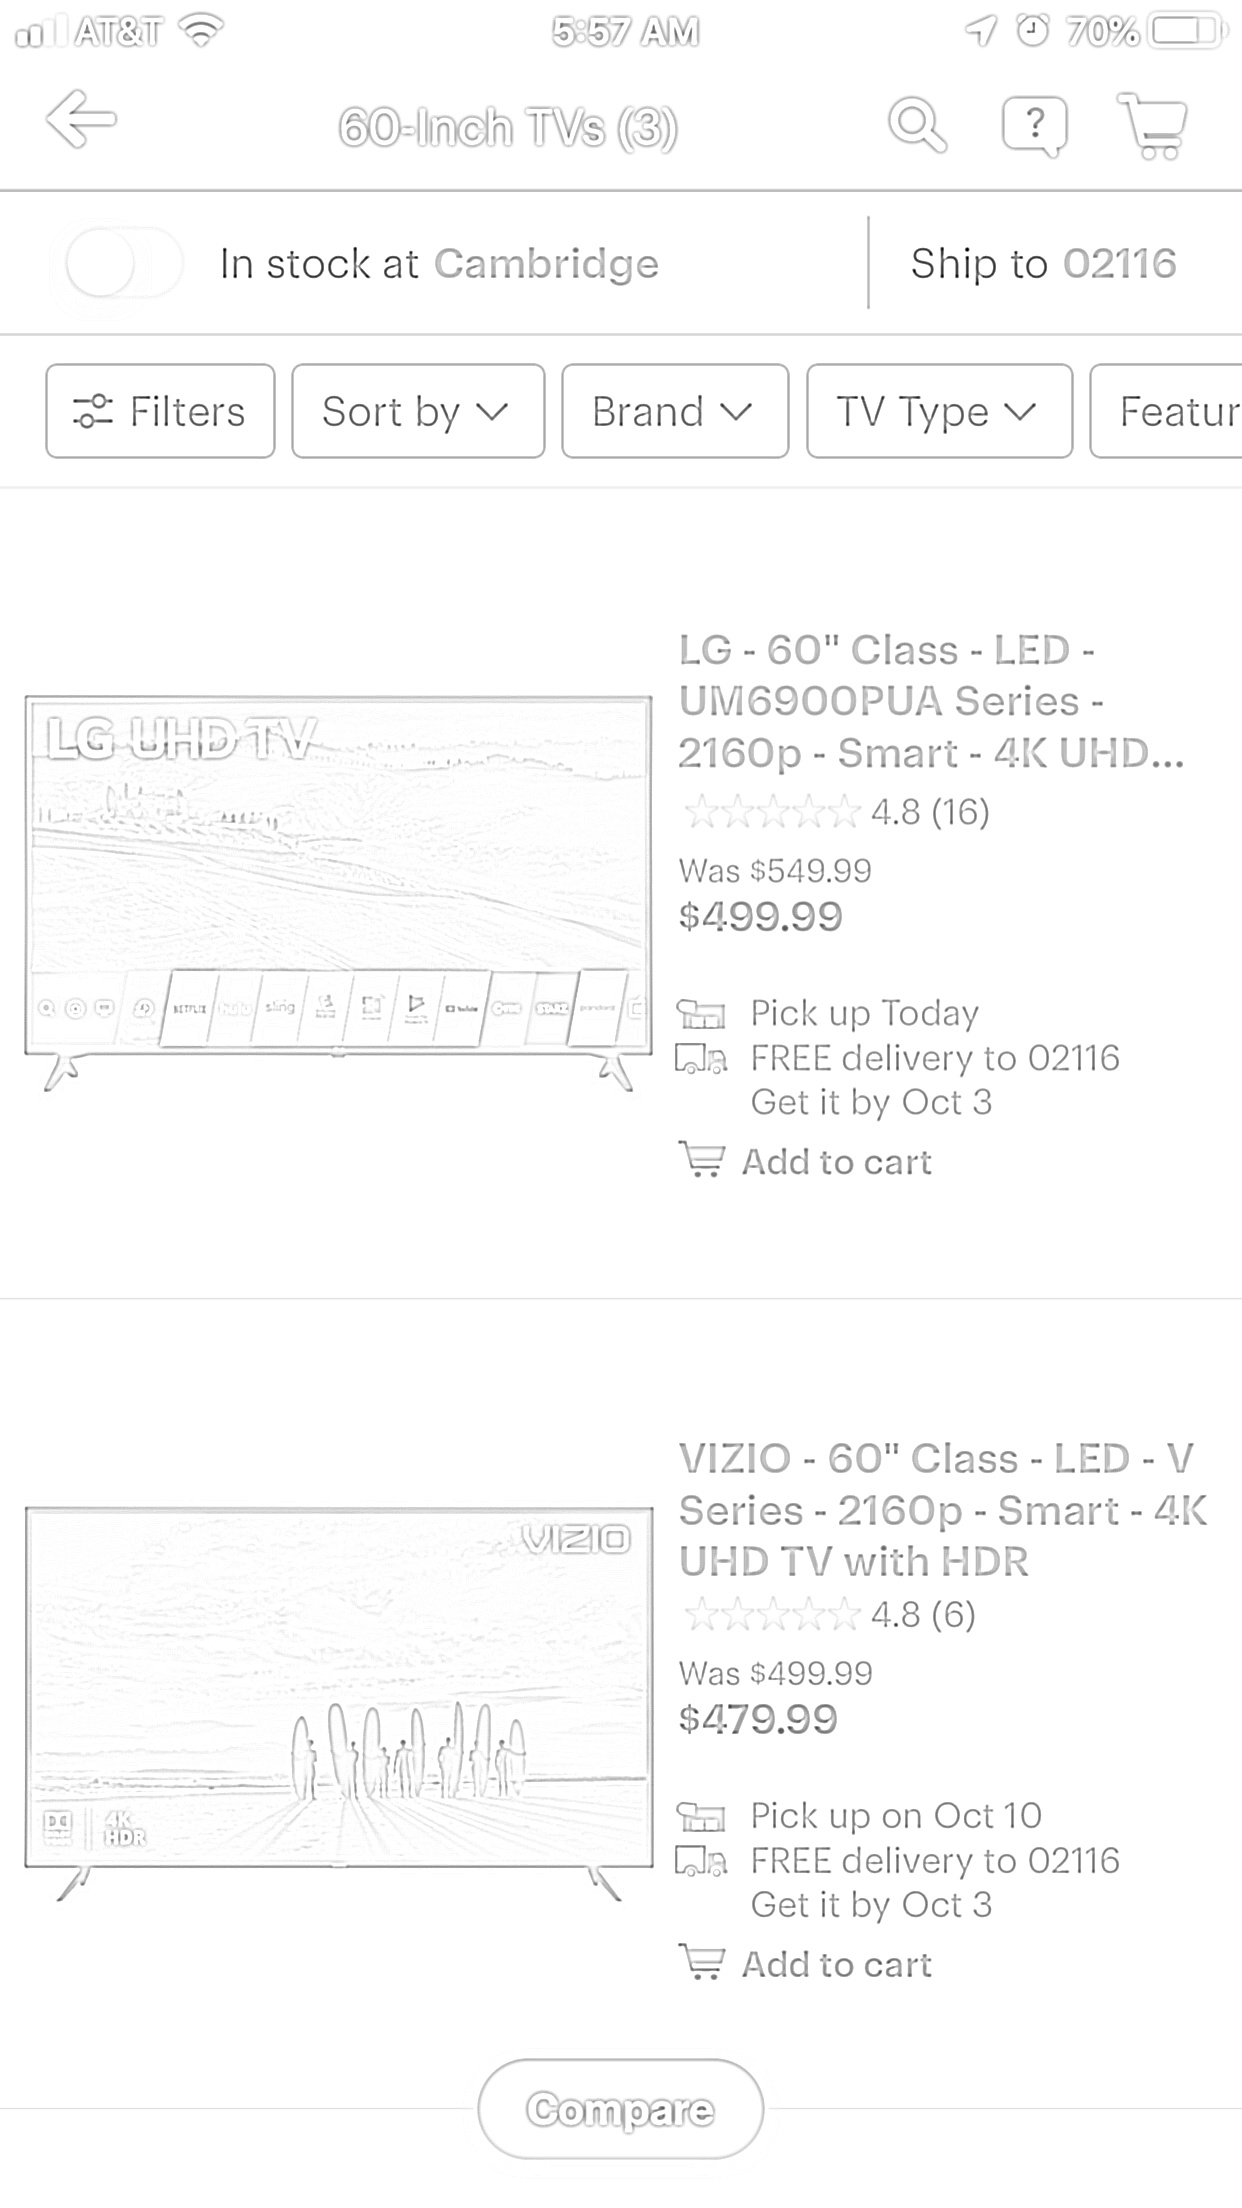 AT&T 5:57 AM 70%
60-Inch TVs (3) ?
In stock at Cambridge Ship to 02116
Filters Sort by Brand TV Type Featur
LG - 60" Class - LED -
UM6900PUA Series -
2160p - Smart - 4K UHD...
4.8 (16)
Was $549.99
$499.99
Pick up Today
FREE delivery to 02116
Get it by Oct 3
Add to cart
LG UHD TV
NETFLIX hulu sling YouTube STARZ
VIZIO - 60" Class - LED - V
Series - 2160p - Smart - 4K
UHD TV with HDR
4.8 (6)
Was $499.99
$479.99
Pick up on Oct 10
FREE delivery to 02116
Get it by Oct 3
Add to cart
VIZIO
4K
HDR
Compare